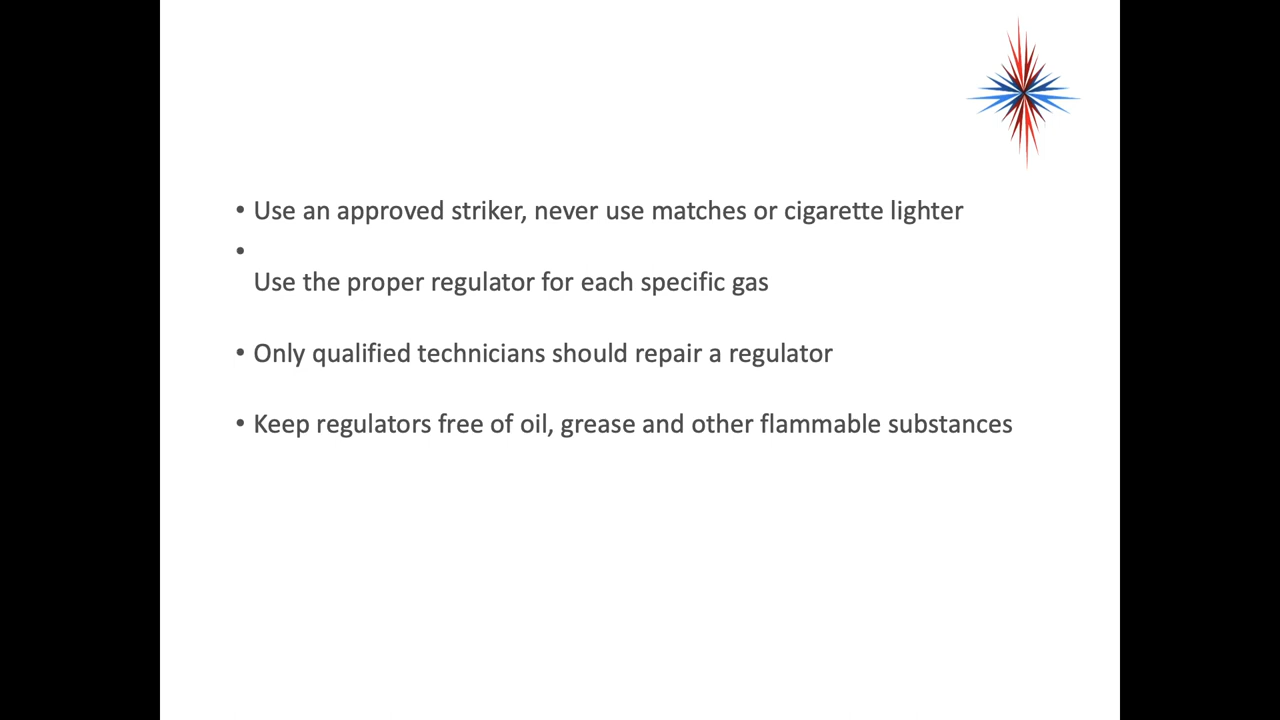 • Use an approved striker, never use matches or cigarette lighter
•
Use the proper regulator for each specific gas
• Only qualified technicians should repair a regulator
• Keep regulators free of oil, grease and other flammable substances